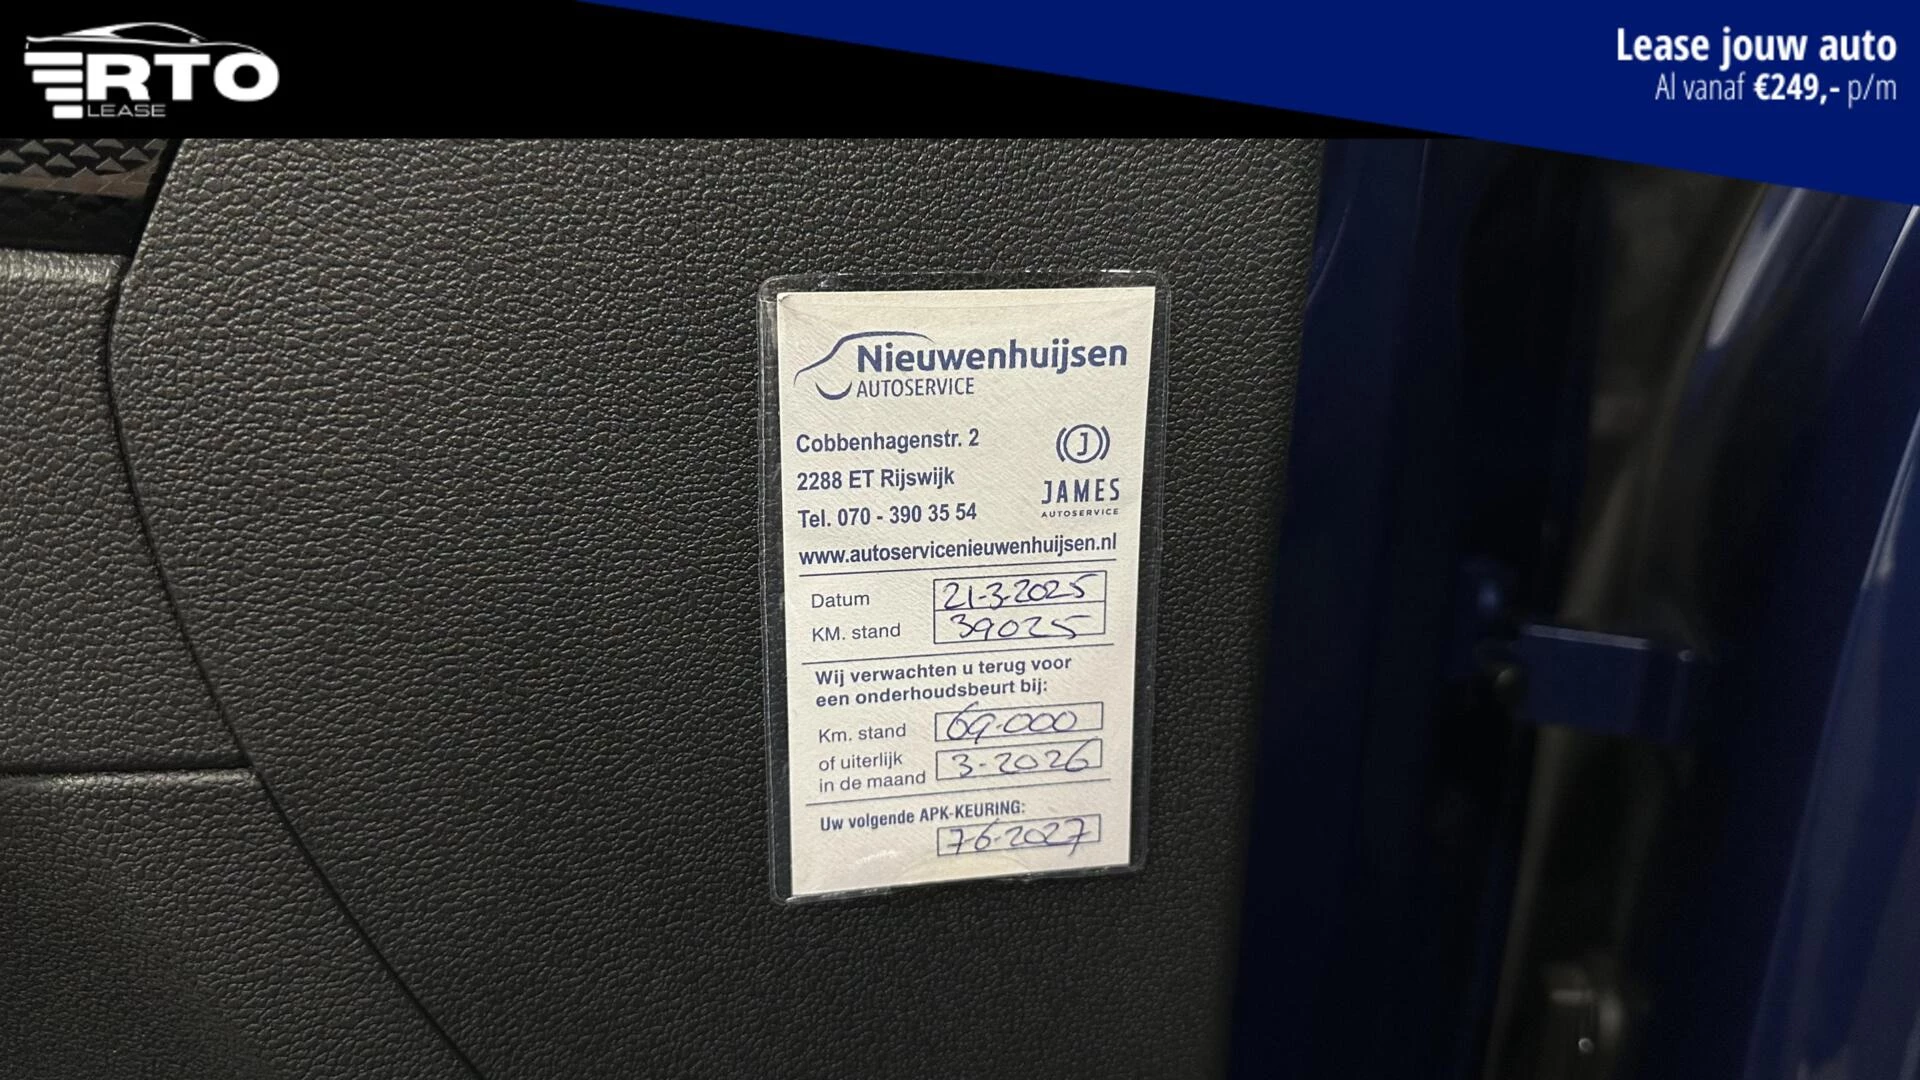 RTO
LEASE
Lease jouw auto
Al vanaf €249,- p/m
Nieuwenhuijsen
AUTOSERVICE
Cobbenhagenstr. 2
2288 ET Rijswijk
Tel. 070 - 390 35 54
J
JAMES
AUTOSERVICE
www.autoservicenieuwenhuijsen.nl
Datum 21-3-2025
KM. stand 39025
Wij verwachten u terug voor
een onderhoudsbeurt bij:
Km. stand 69.000
of uiterlijk
in de maand 3-2026
Uw volgende APK-KEURING:
7-6-2027